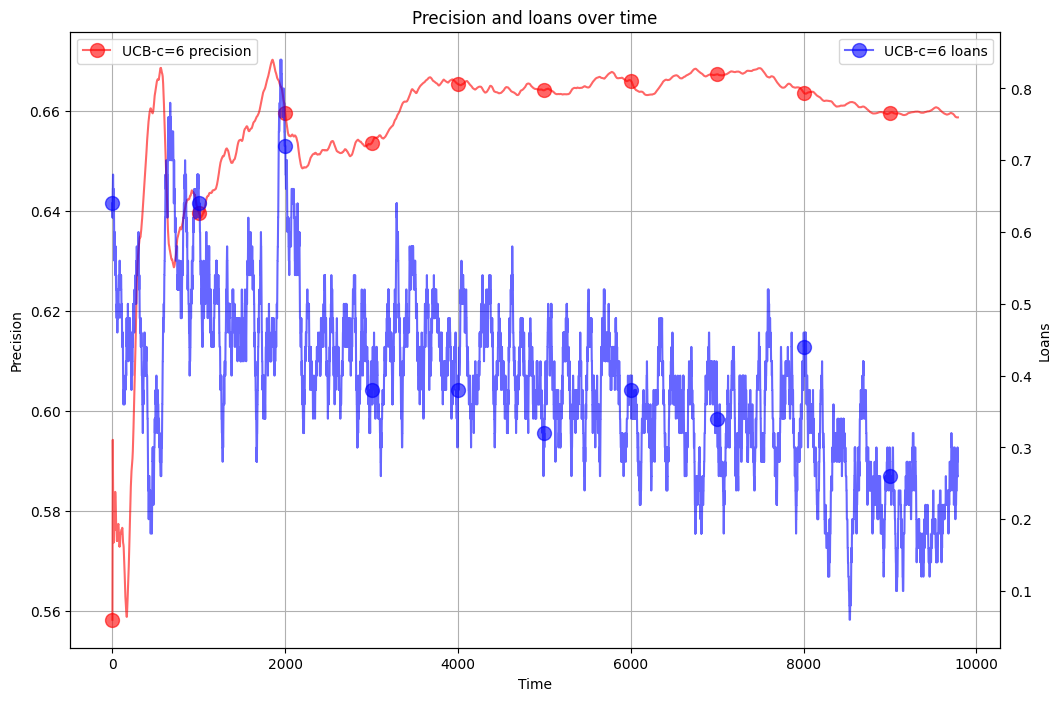 Precision and loans over time
UCB-c=6 precision
UCB-c=6 loans
Precision
0.66
0.64
0.62
0.60
0.58
0.56
0.8
0.7
0.6
0.5
0.4
0.3
0.2
0.1
Loans
0 2000 4000 6000 8000 10000
Time